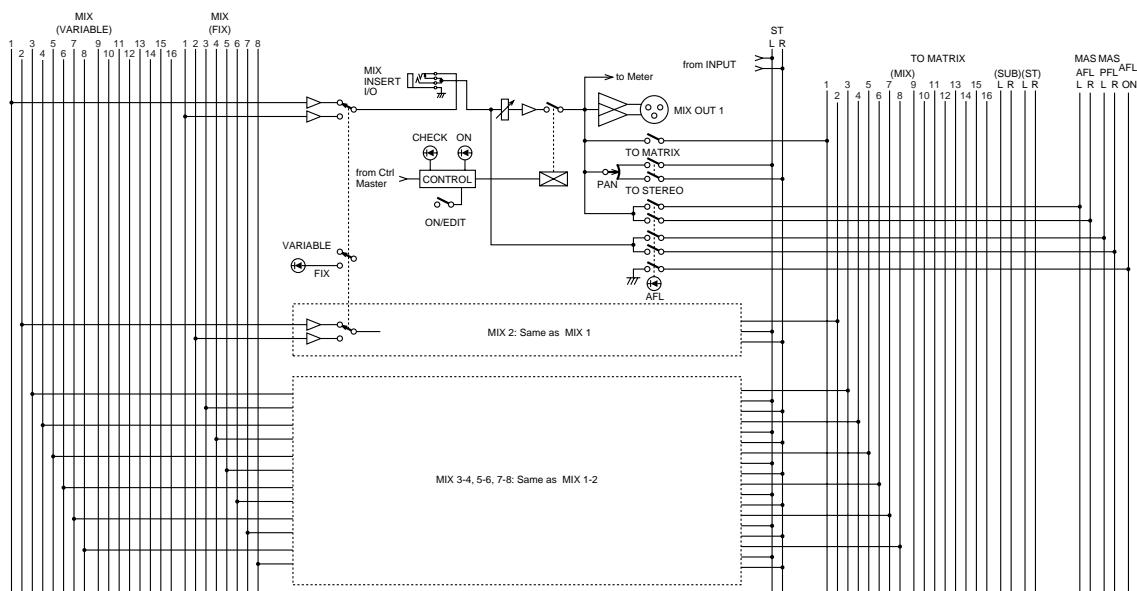 MIX
(VARIABLE)
1 3 5 7 9 11 13 15
2 4 6 8 10 12 14 16
MIX
(FIX)
1 2 3 4 5 6 7 8
MIX
INSERT
I/O
to Meter
MIX OUT 1
ST
L R
from INPUT
TO MATRIX
(MIX)
(SUB) (ST)
1 2 3 4 5 6 7 8 9 10 11 12 13 14 15 16 L R L R
MAS MAS
AFL PFL AFL
L R L R ON
CHECK ON
from Ctrl
Master
CONTROL
ON/EDIT
TO MATRIX
PAN
TO STEREO
VARIABLE
FIX
AFL
MIX 2: Same as MIX 1
MIX 3-4, 5-6, 7-8: Same as MIX 1-2